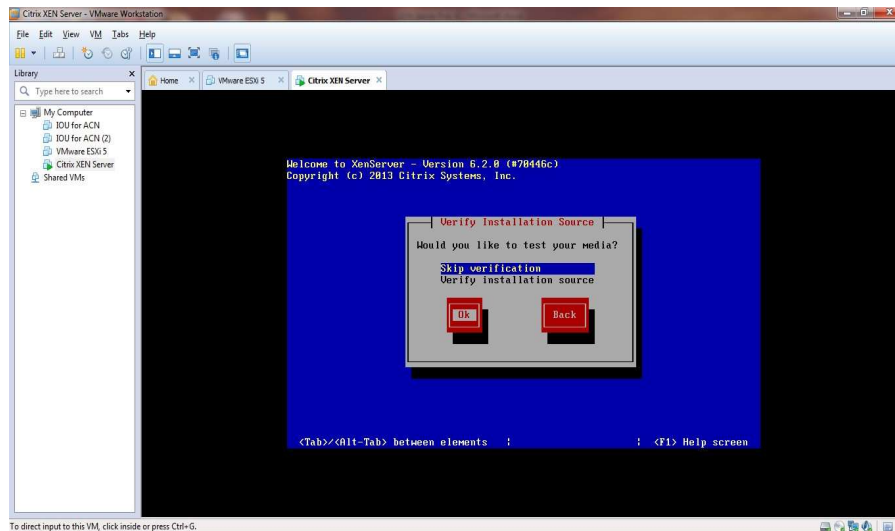 Citrix XEN Server - VMware Workstation
File Edit View VM Tabs Help
Library x
Type here to search
My Computer
IOU for ACN
IOU for ACN (2)
VMware ESXi 5
Citrix XEN Server
Shared VMs
Home × VMware ESXi 5 × Citrix XEN Server ×
Welcome to XenServer - Version 6.2.0 (#70446c)
Copyright (c) 2013 Citrix Systems, Inc.
Verify Installation Source
Would you like to test your media?
Skip verification
Verify installation source
Ok Back
<Tab>/<Alt-Tab> between elements | | <F1> Help screen
To direct input to this VM, click inside or press Ctrl+G.